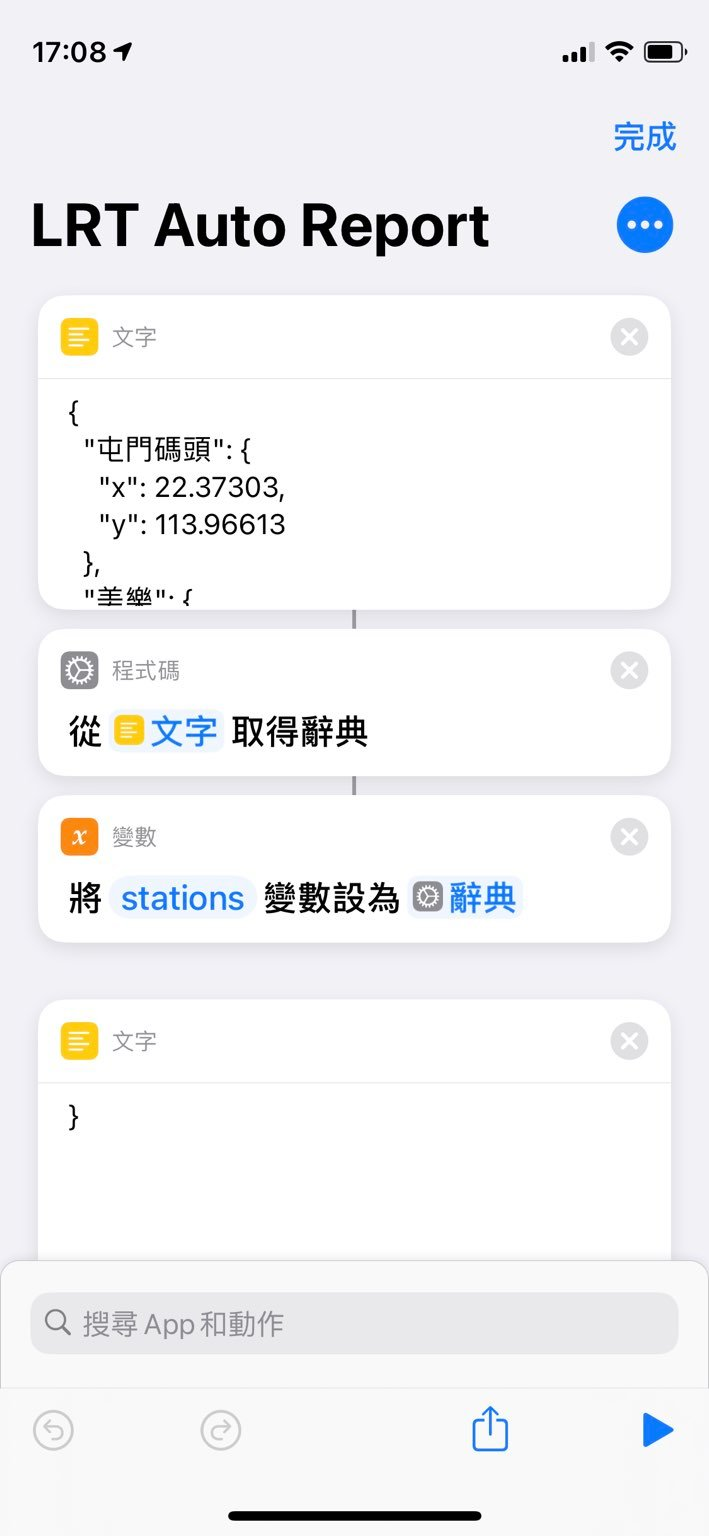 17:08
完成
LRT Auto Report
文字
{
"屯門碼頭": {
"x": 22.37303,
"y": 113.96613
},
"美樂": {
程式碼
從 文字 取得辭典
x 變數
將 stations 變數設為 辭典
文字
}
搜尋 App 和動作